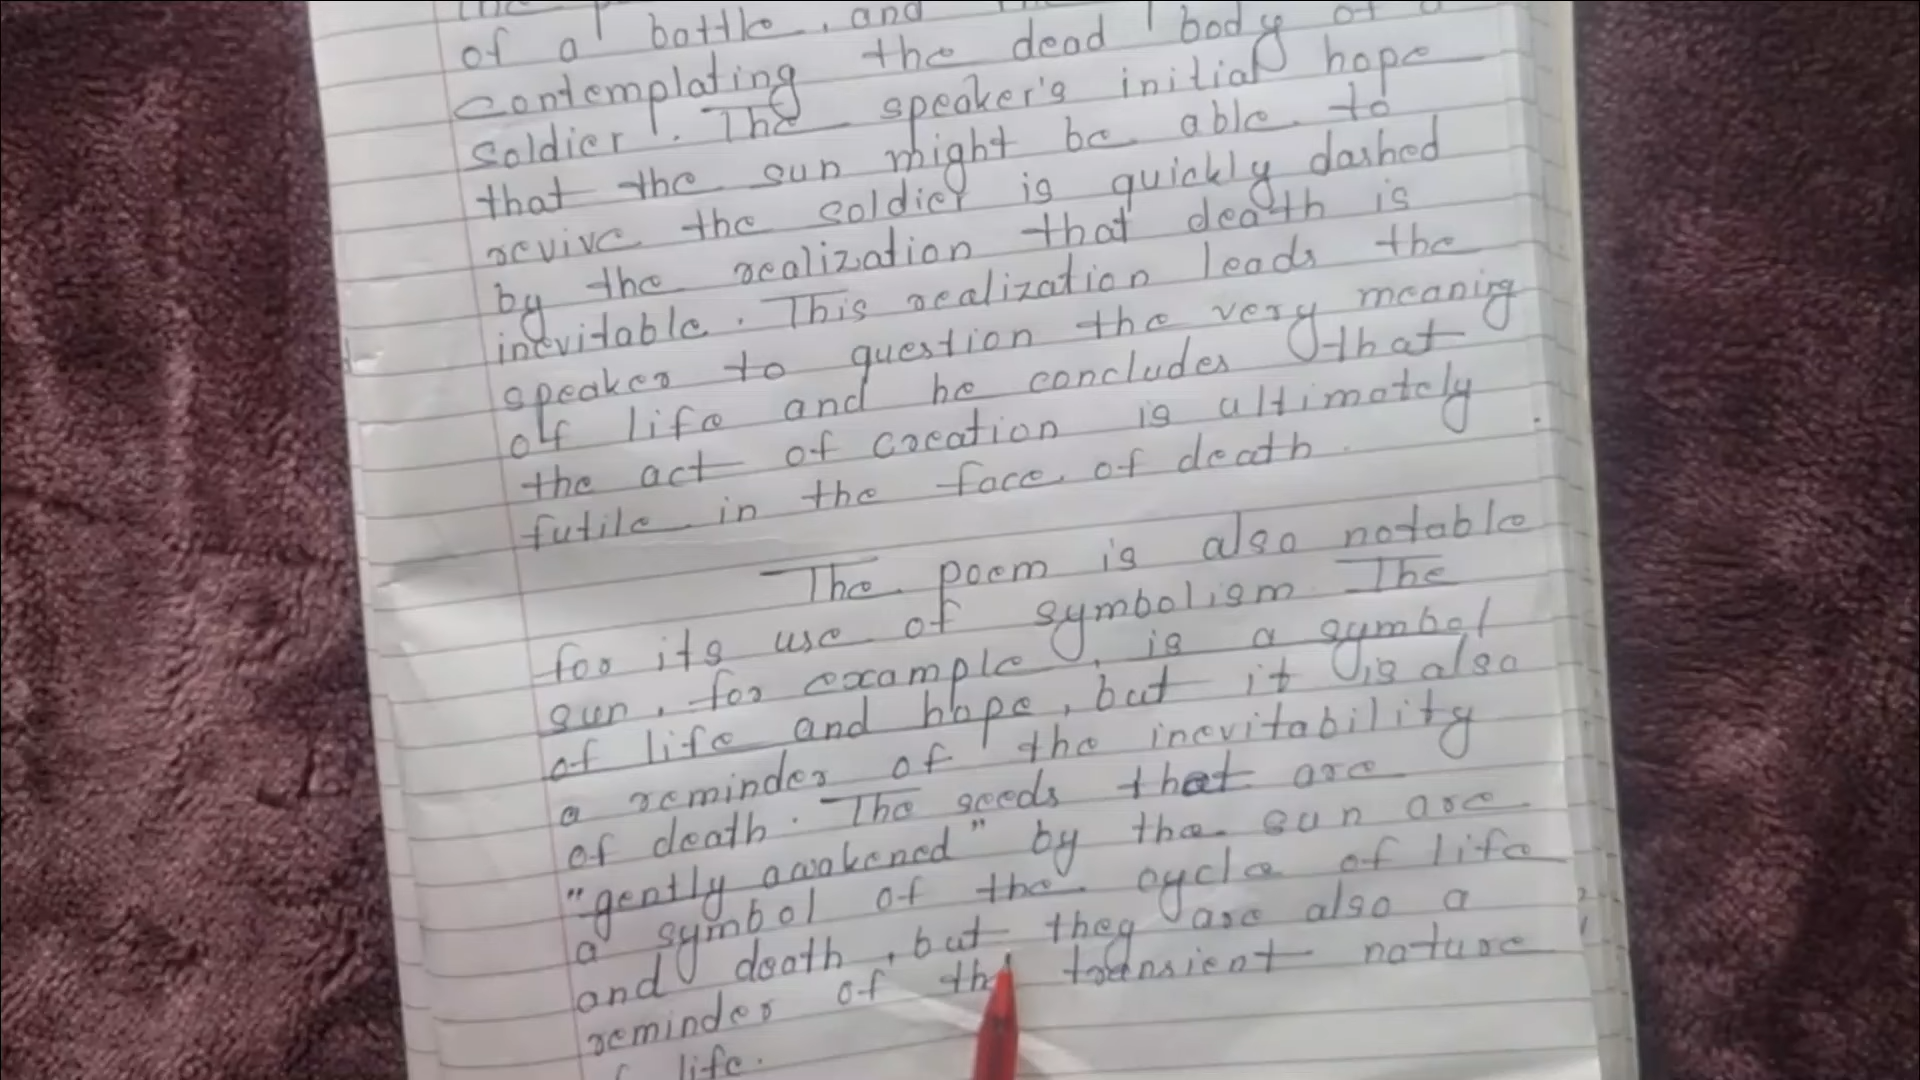 of a battle, and
contemplating the dead body of a
soldier. The speaker's initial hope
that the sun might be able to
revive the soldier is quickly dashed
by the realization that death is
inevitable. This realization leads the
speaker to question the very meaning
of life and he concludes that
the act of creation is ultimately
futile in the face of death.
The poem is also notable
for its use of symbolism The
sun, for example, is a symbol
of life and hope, but it is also
a reminder of the inevitability
of death. The seeds that are
"gently awakened" by the sun are
a symbol of the cycle of life
and death, but they are also a
reminder of the transient nature
life.